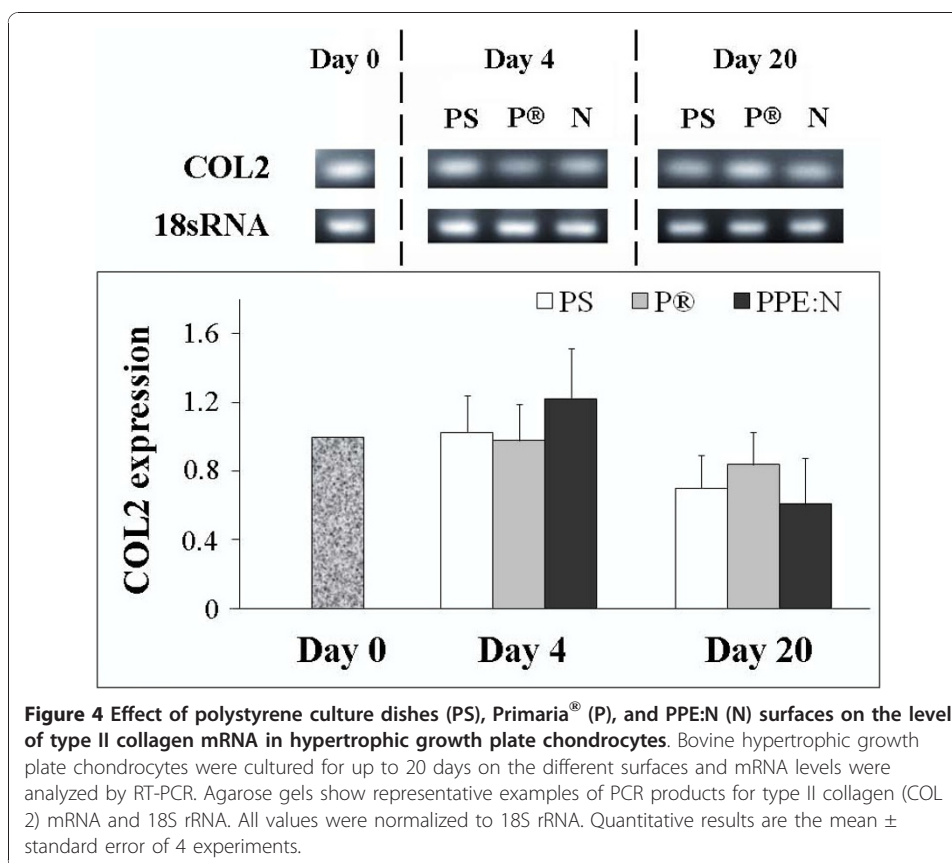 Day 0 Day 4 Day 20
PS P® N PS P® N
COL2
18sRNA
PS P® PPE:N
COL2 expression
1.6
1.2
0.8
0.4
0
Day 0 Day 4 Day 20
Figure 4 Effect of polystyrene culture dishes (PS), Primaria® (P), and PPE:N (N) surfaces on the level
of type II collagen mRNA in hypertrophic growth plate chondrocytes. Bovine hypertrophic growth
plate chondrocytes were cultured for up to 20 days on the different surfaces and mRNA levels were
analyzed by RT-PCR. Agarose gels show representative examples of PCR products for type II collagen (COL
2) mRNA and 18S rRNA. All values were normalized to 18S rRNA. Quantitative results are the mean ±
standard error of 4 experiments.